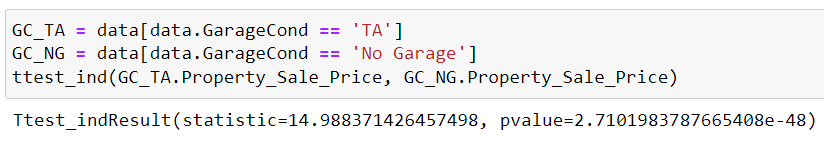 GC_TA = data[data.GarageCond == 'TA']
GC_NG = data[data.GarageCond == 'No Garage']
ttest_ind(GC_TA.Property_Sale_Price, GC_NG.Property_Sale_Price)
Ttest_indResult(statistic=14.988371426457498, pvalue=2.7101983787665408e-48)